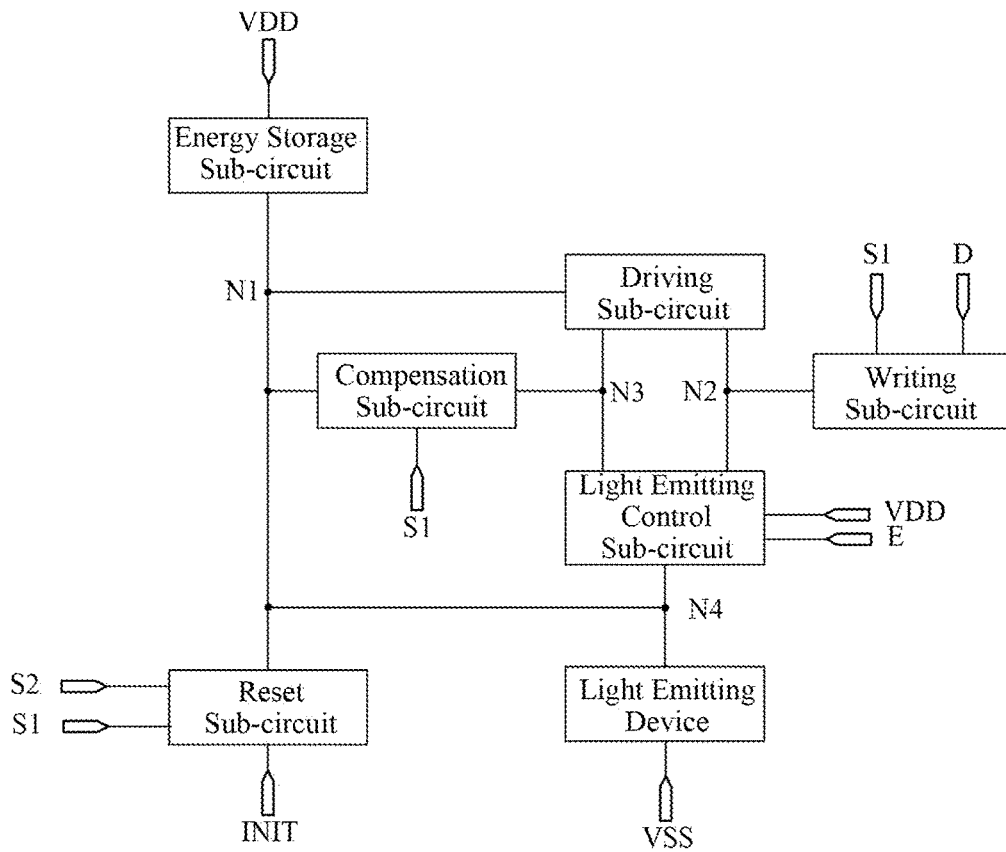 VDD
Energy Storage
Sub-circuit
N1
Driving
Sub-circuit
S1
D
Compensation
Sub-circuit
N3
N2
Writing
Sub-circuit
S1
Light Emitting
Control
Sub-circuit
VDD
E
N4
S2
S1
Reset
Sub-circuit
Light Emitting
Device
INIT
VSS